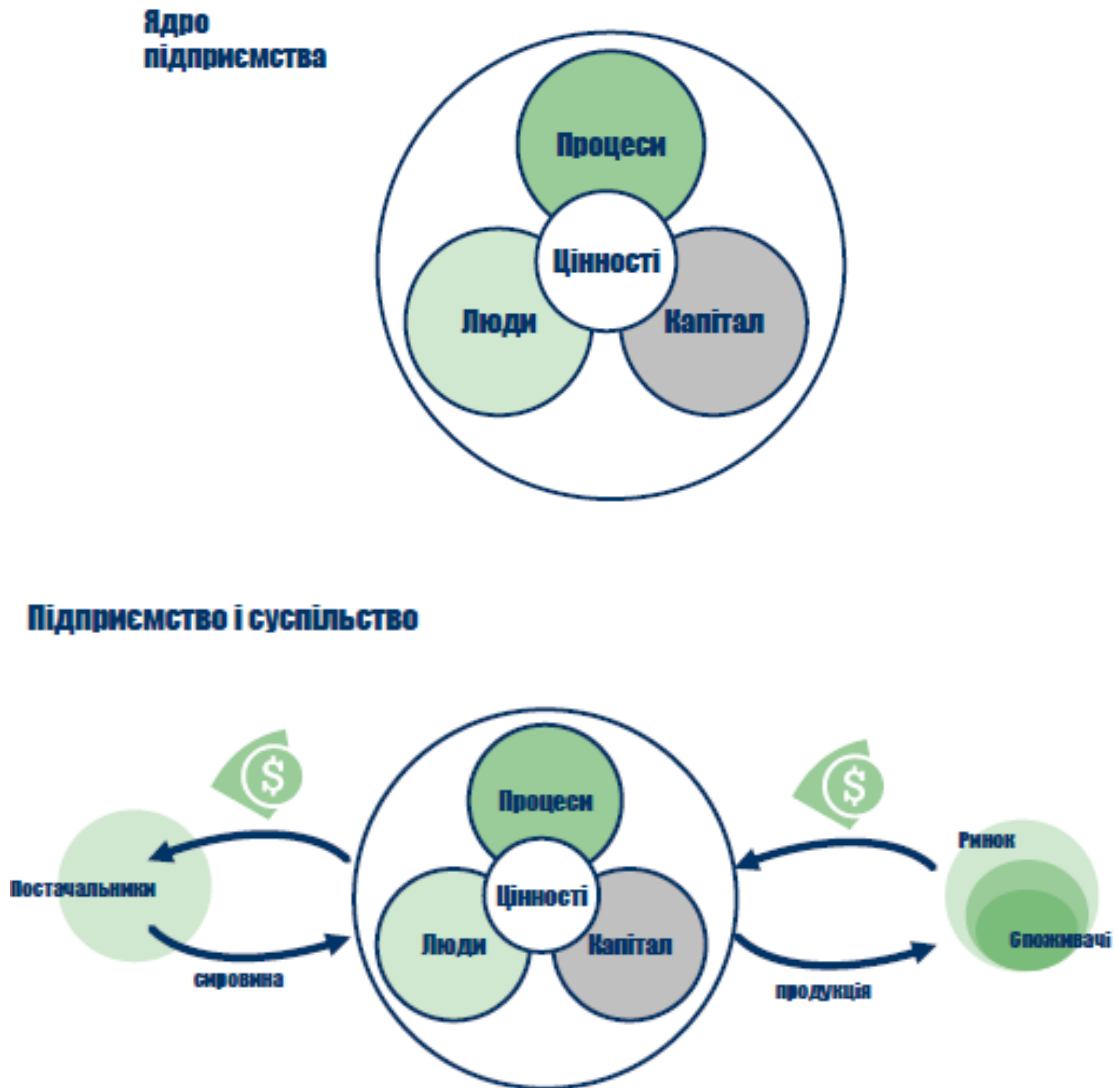 Ядро
підприємства
Процеси
Цінності
Люди
Капітал
Підприємство і суспільство
$
$
Процеси
Ринок
Постачальники
Цінності
Люди
Капітал
Споживачі
сировина
продукція